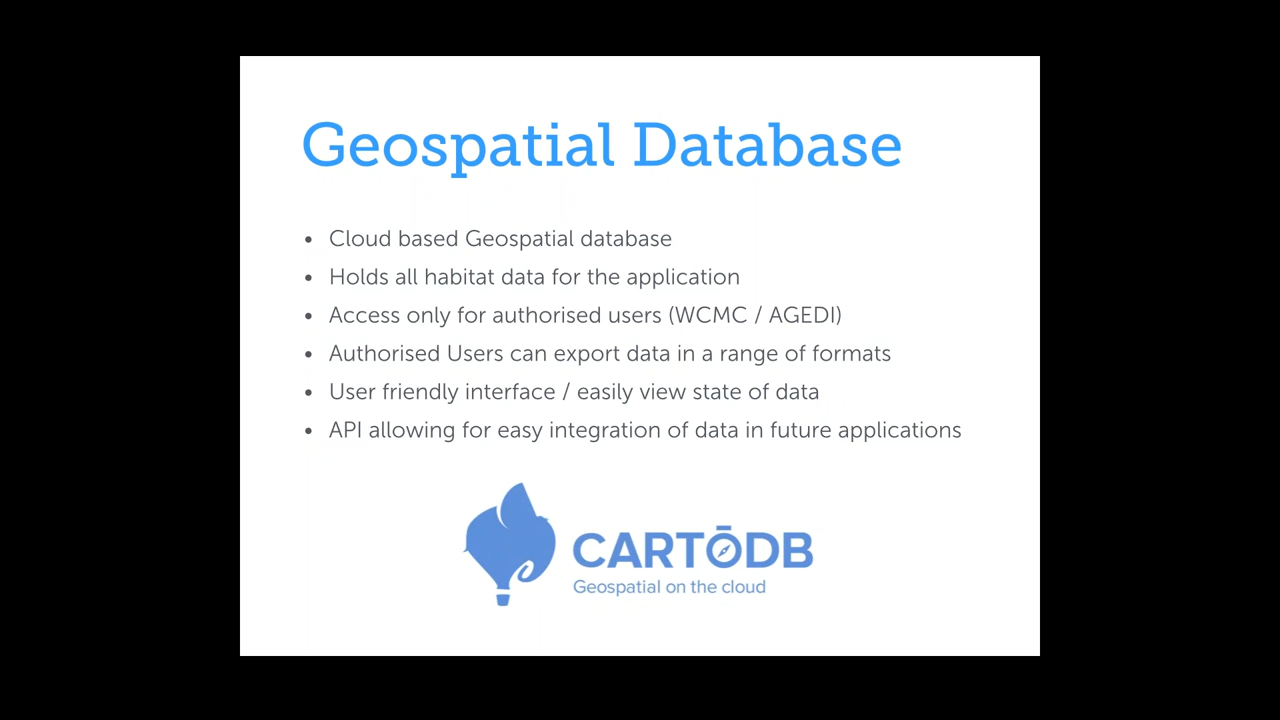 Geospatial Database
• Cloud based Geospatial database
• Holds all habitat data for the application
• Access only for authorised users (WCMC / AGEDI)
• Authorised Users can export data in a range of formats
• User friendly interface / easily view state of data
• API allowing for easy integration of data in future applications
CARTŌDB
Geospatial on the cloud